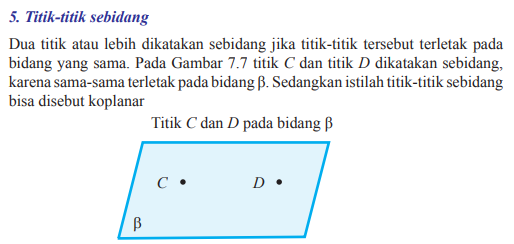 5. Titik-titik sebidang
Dua titik atau lebih dikatakan sebidang jika titik-titik tersebut terletak pada
bidang yang sama. Pada Gambar 7.7 titik C dan titik D dikatakan sebidang,
karena sama-sama terletak pada bidang β. Sedangkan istilah titik-titik sebidang
bisa disebut koplanar
Titik C dan D pada bidang β
C • D •
β